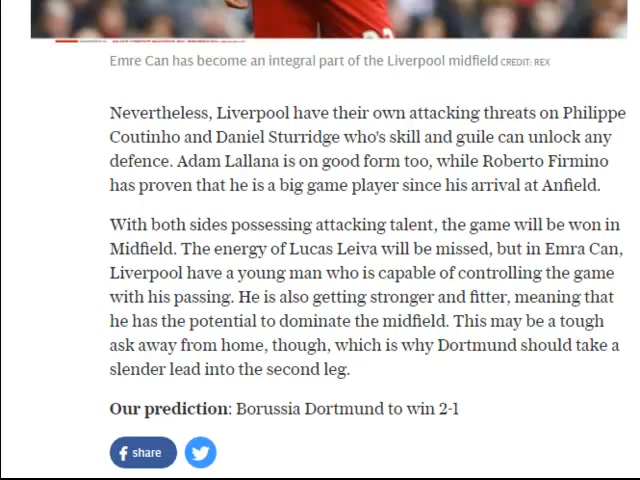 Emre Can has become an integral part of the Liverpool midfield CREDIT: REX
Nevertheless, Liverpool have their own attacking threats on Philippe
Coutinho and Daniel Sturridge who's skill and guile can unlock any
defence. Adam Lallana is on good form too, while Roberto Firmino
has proven that he is a big game player since his arrival at Anfield.
With both sides possessing attacking talent, the game will be won in
Midfield. The energy of Lucas Leiva will be missed, but in Emra Can,
Liverpool have a young man who is capable of controlling the game
with his passing. He is also getting stronger and fitter, meaning that
he has the potential to dominate the midfield. This may be a tough
ask away from home, though, which is why Dortmund should take a
slender lead into the second leg.
Our prediction: Borussia Dortmund to win 2-1
share